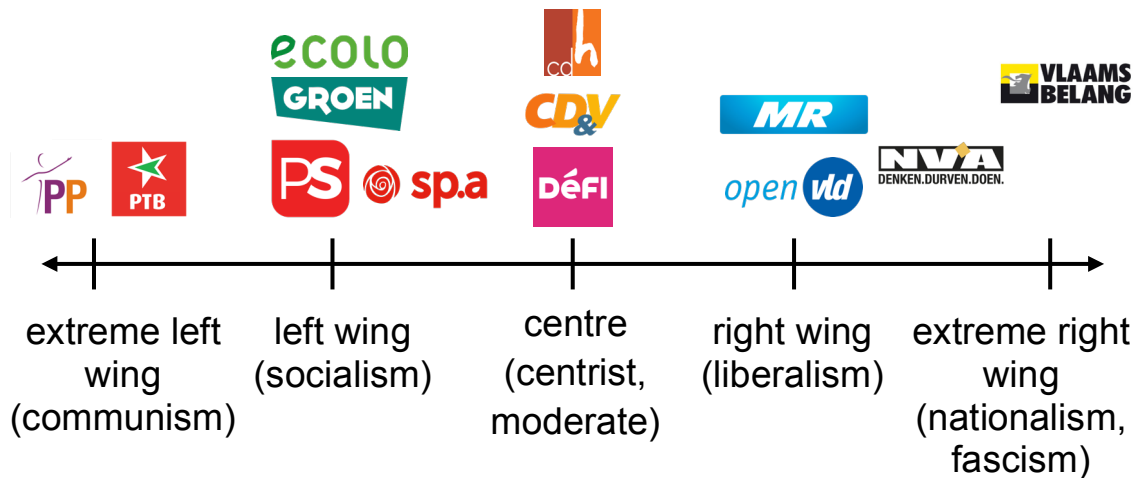 ecolo
GROEN
cdh
CD&V
VLAAMS
BELANG
MR
PP
PTB
PS
sp.a
DéFI
open vld
NVA
DENKEN.DURVEN.DOEN.
extreme left
wing
(communism)
left wing
(socialism)
centre
(centrist,
moderate)
right wing
(liberalism)
extreme right
wing
(nationalism,
fascism)